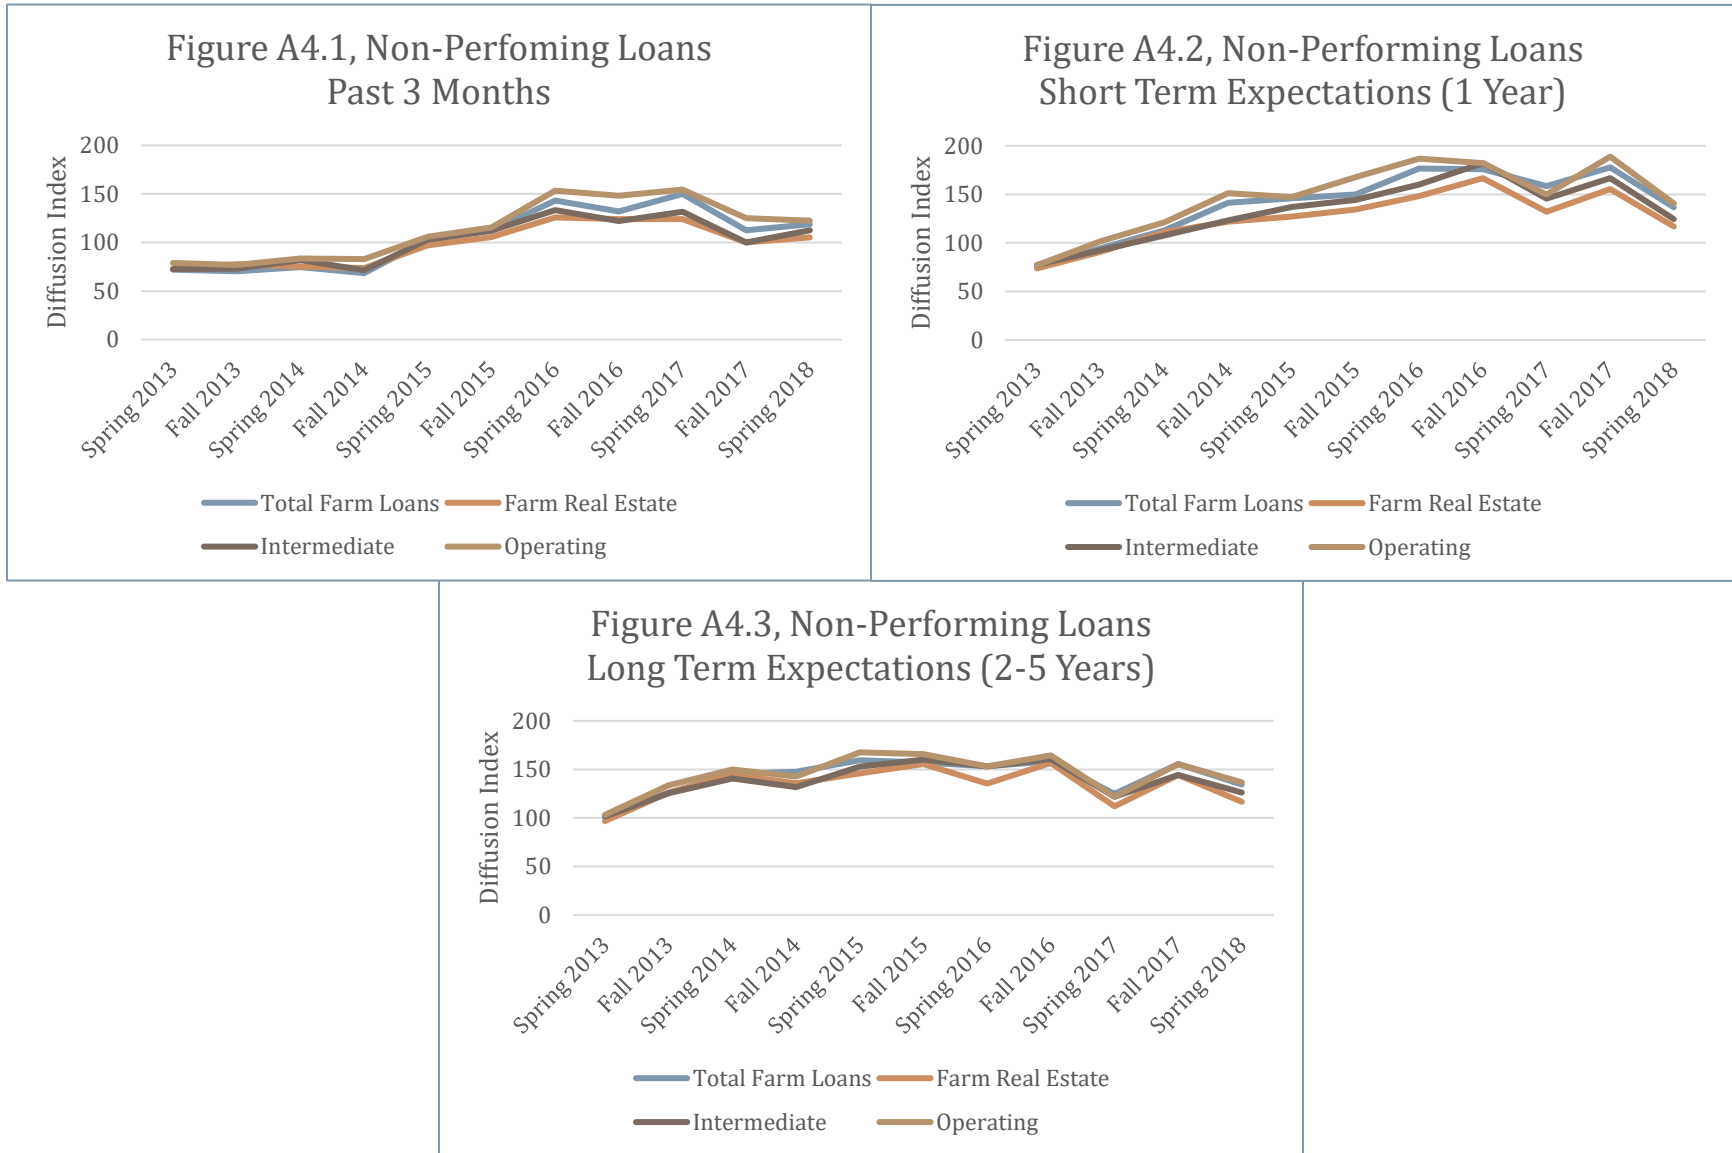 Figure A4.1, Non-Perfoming Loans
Past 3 Months
Diffusion Index
200
150
100
50
0
Spring 2013
Fall 2013
Spring 2014
Fall 2014
Spring 2015
Fall 2015
Spring 2016
Fall 2016
Spring 2017
Fall 2017
Spring 2018
Total Farm Loans
Farm Real Estate
Intermediate
Operating
Figure A4.2, Non-Performing Loans
Short Term Expectations (1 Year)
Diffusion Index
200
150
100
50
0
Spring 2013
Fall 2013
Spring 2014
Fall 2014
Spring 2015
Fall 2015
Spring 2016
Fall 2016
Spring 2017
Fall 2017
Spring 2018
Total Farm Loans
Farm Real Estate
Intermediate
Operating
Figure A4.3, Non-Performing Loans
Long Term Expectations (2-5 Years)
Diffusion Index
200
150
100
50
0
Spring 2013
Fall 2013
Spring 2014
Fall 2014
Spring 2015
Fall 2015
Spring 2016
Fall 2016
Spring 2017
Fall 2017
Spring 2018
Total Farm Loans
Farm Real Estate
Intermediate
Operating